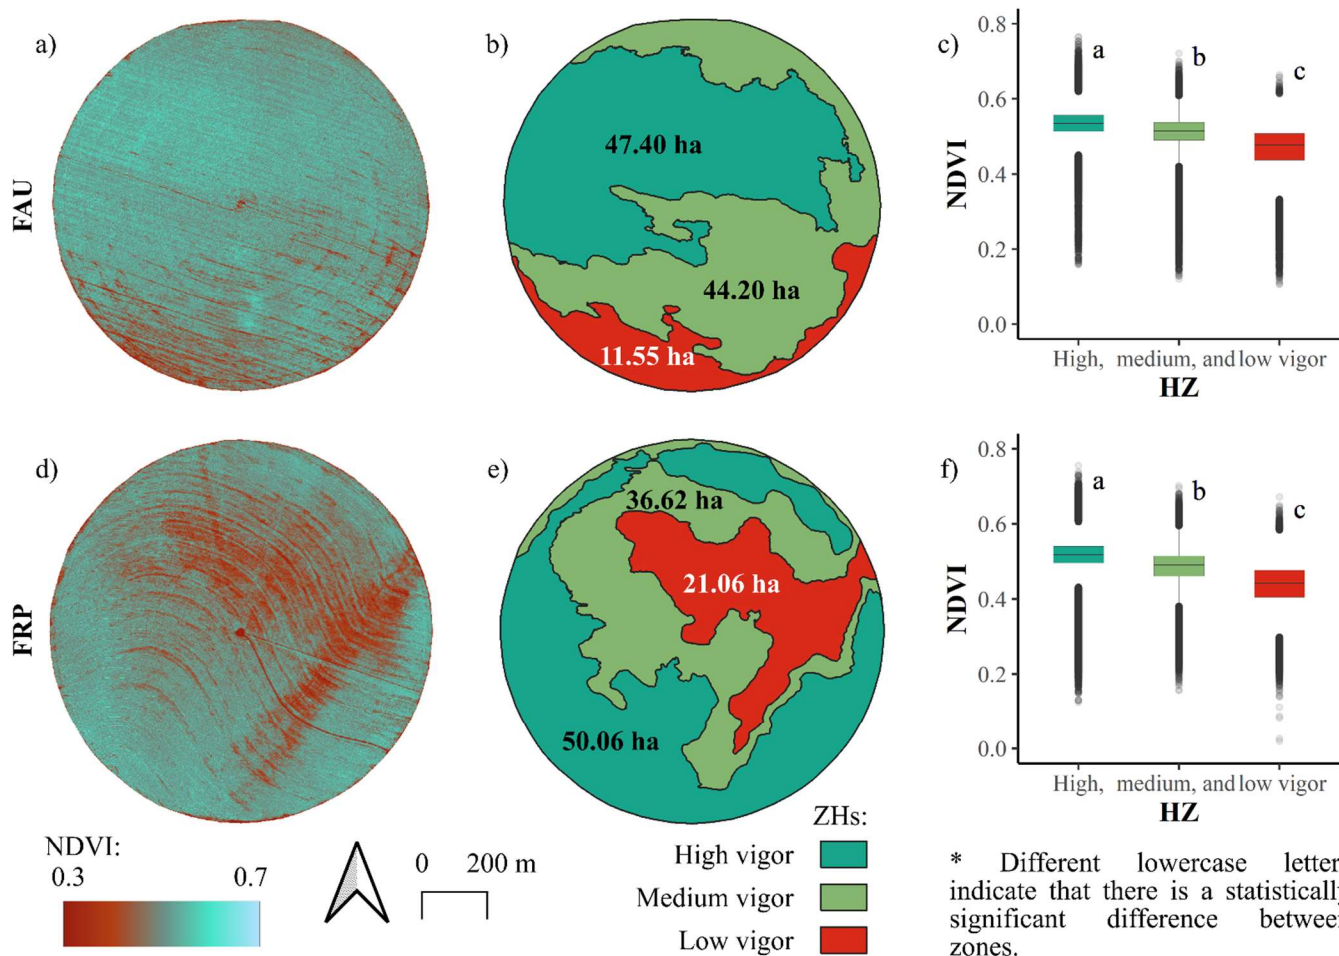 a)
b)
c)
FAU
47.40 ha
44.20 ha
11.55 ha
0.8
0.6
0.4
0.2
0.0
NDVI
a
b
c
High, medium, and low vigor
HZ
d)
e)
f)
FRP
36.62 ha
21.06 ha
50.06 ha
0.8
0.6
0.4
0.2
0.0
NDVI
a
b
c
High, medium, and low vigor
HZ
NDVI:
0.3 0.7
0 200 m
ZHs:
High vigor
Medium vigor
Low vigor
* Different lowercase letter
indicate that there is a statisticall
significant difference between
zones.